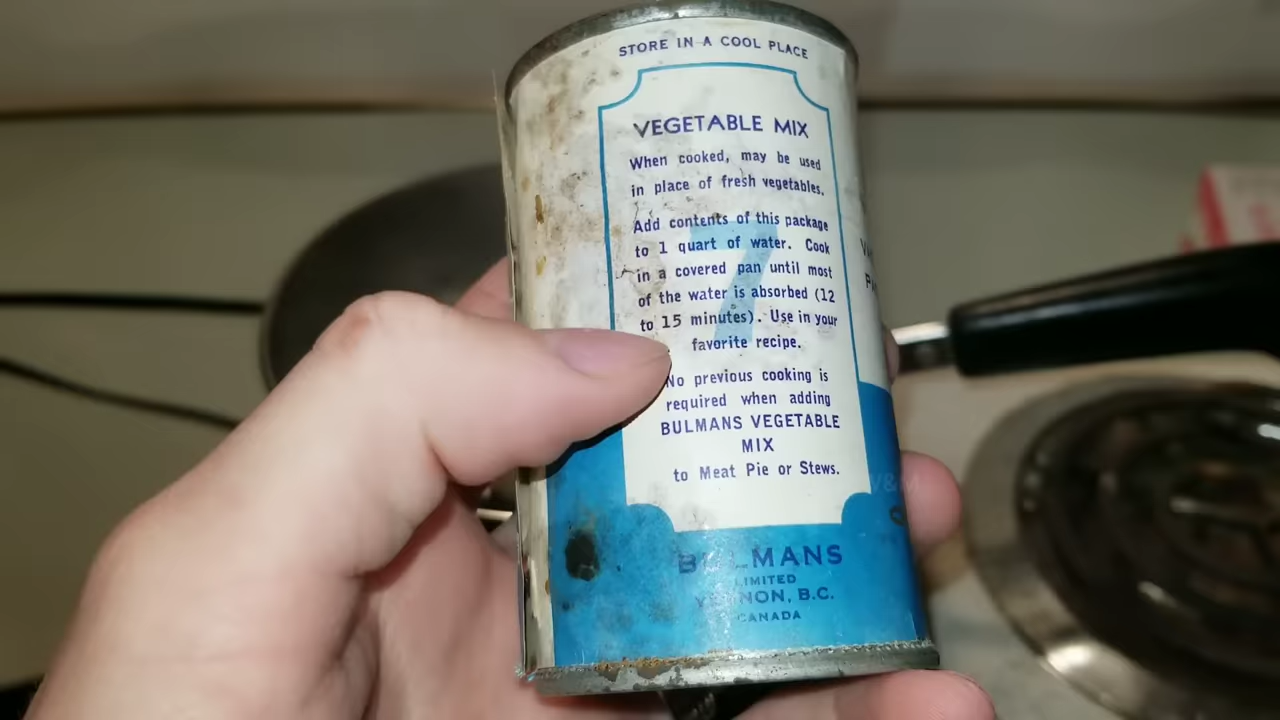 STORE IN A COOL PLACE
VEGETABLE MIX
When cooked, may be used
in place of fresh vegetables.
Add contents of this package
to 1 quart of water. Cook
in a covered pan until most
of the water is absorbed (12
to 15 minutes). Use in your
favorite recipe.
No previous cooking is
required when adding
BULMANS VEGETABLE
MIX
to Meat Pie or Stews.
7
BULMANS
LIMITED
VERNON, B.C.
CANADA